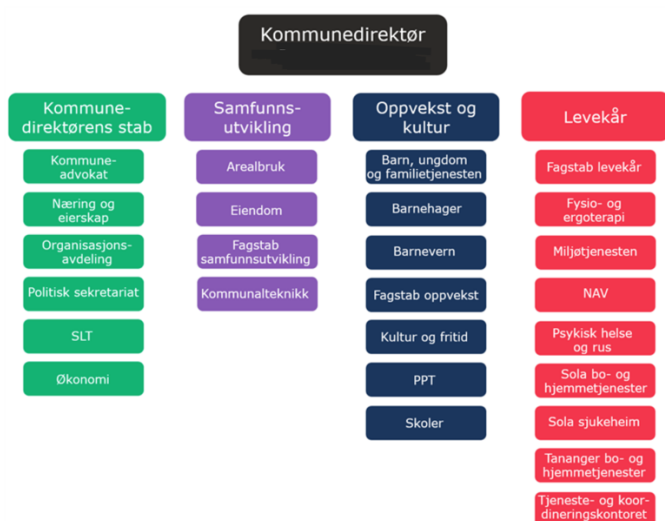 Kommunedirektør
Kommune-
direktørens stab
Kommune-
advokat
Næring og
eierskap
Organisasjons-
avdeling
Politisk sekretariat
SLT
Økonomi
Samfunns-
utvikling
Arealbruk
Eiendom
Fagstab
samfunnsutvikling
Kommunalteknikk
Oppvekst og
kultur
Barn, ungdom
og familietjenesten
Barnehager
Barnevern
Fagstab oppvekst
Kultur og fritid
PPT
Skoler
Levekår
Fagstab levekår
Fysio- og
ergoterapi
Miljøtjenesten
NAV
Psykisk helse
og rus
Sola bo- og
hjemmetjenester
Sola sjukeheim
Tananger bo- og
hjemmetjenester
Tjeneste- og koor-
dineringskontoret